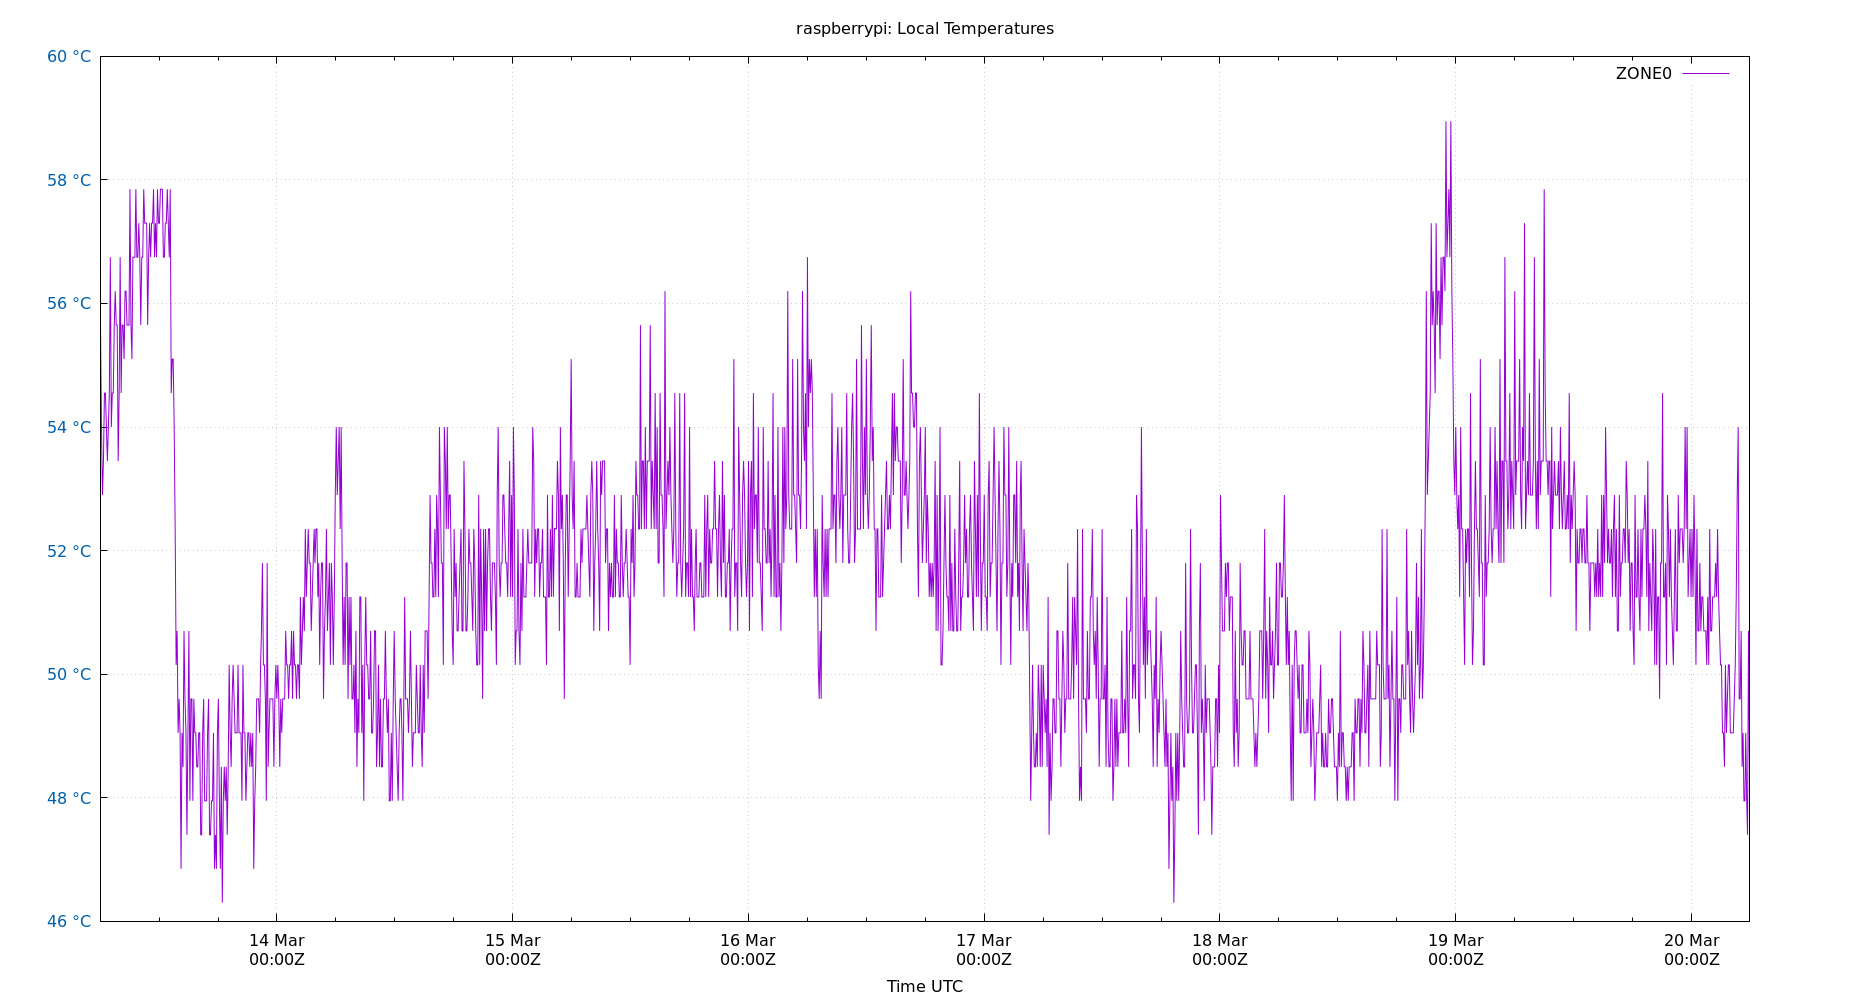 raspberrypi: Local Temperatures
60 °C
ZONE0
58 °C
56 °C
54 °C
52 °C
50 °C
48 °C
46 °C
14 Mar 15 Mar 16 Mar 17 Mar 18 Mar 19 Mar 20 Mar
00:00Z 00:00Z 00:00Z 00:00Z 00:00Z 00:00Z 00:00Z
Time UTC